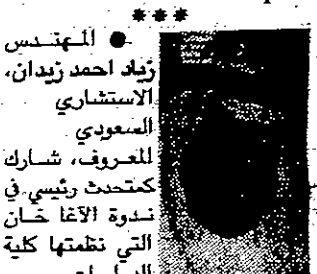 ***
● المهندس
زياد احمد زيدان،
الاستشاري
السعودي
المعروف، شارك
كمتحدث رئيسي في
ندوة الآغا خان
التي نظمتها كلية